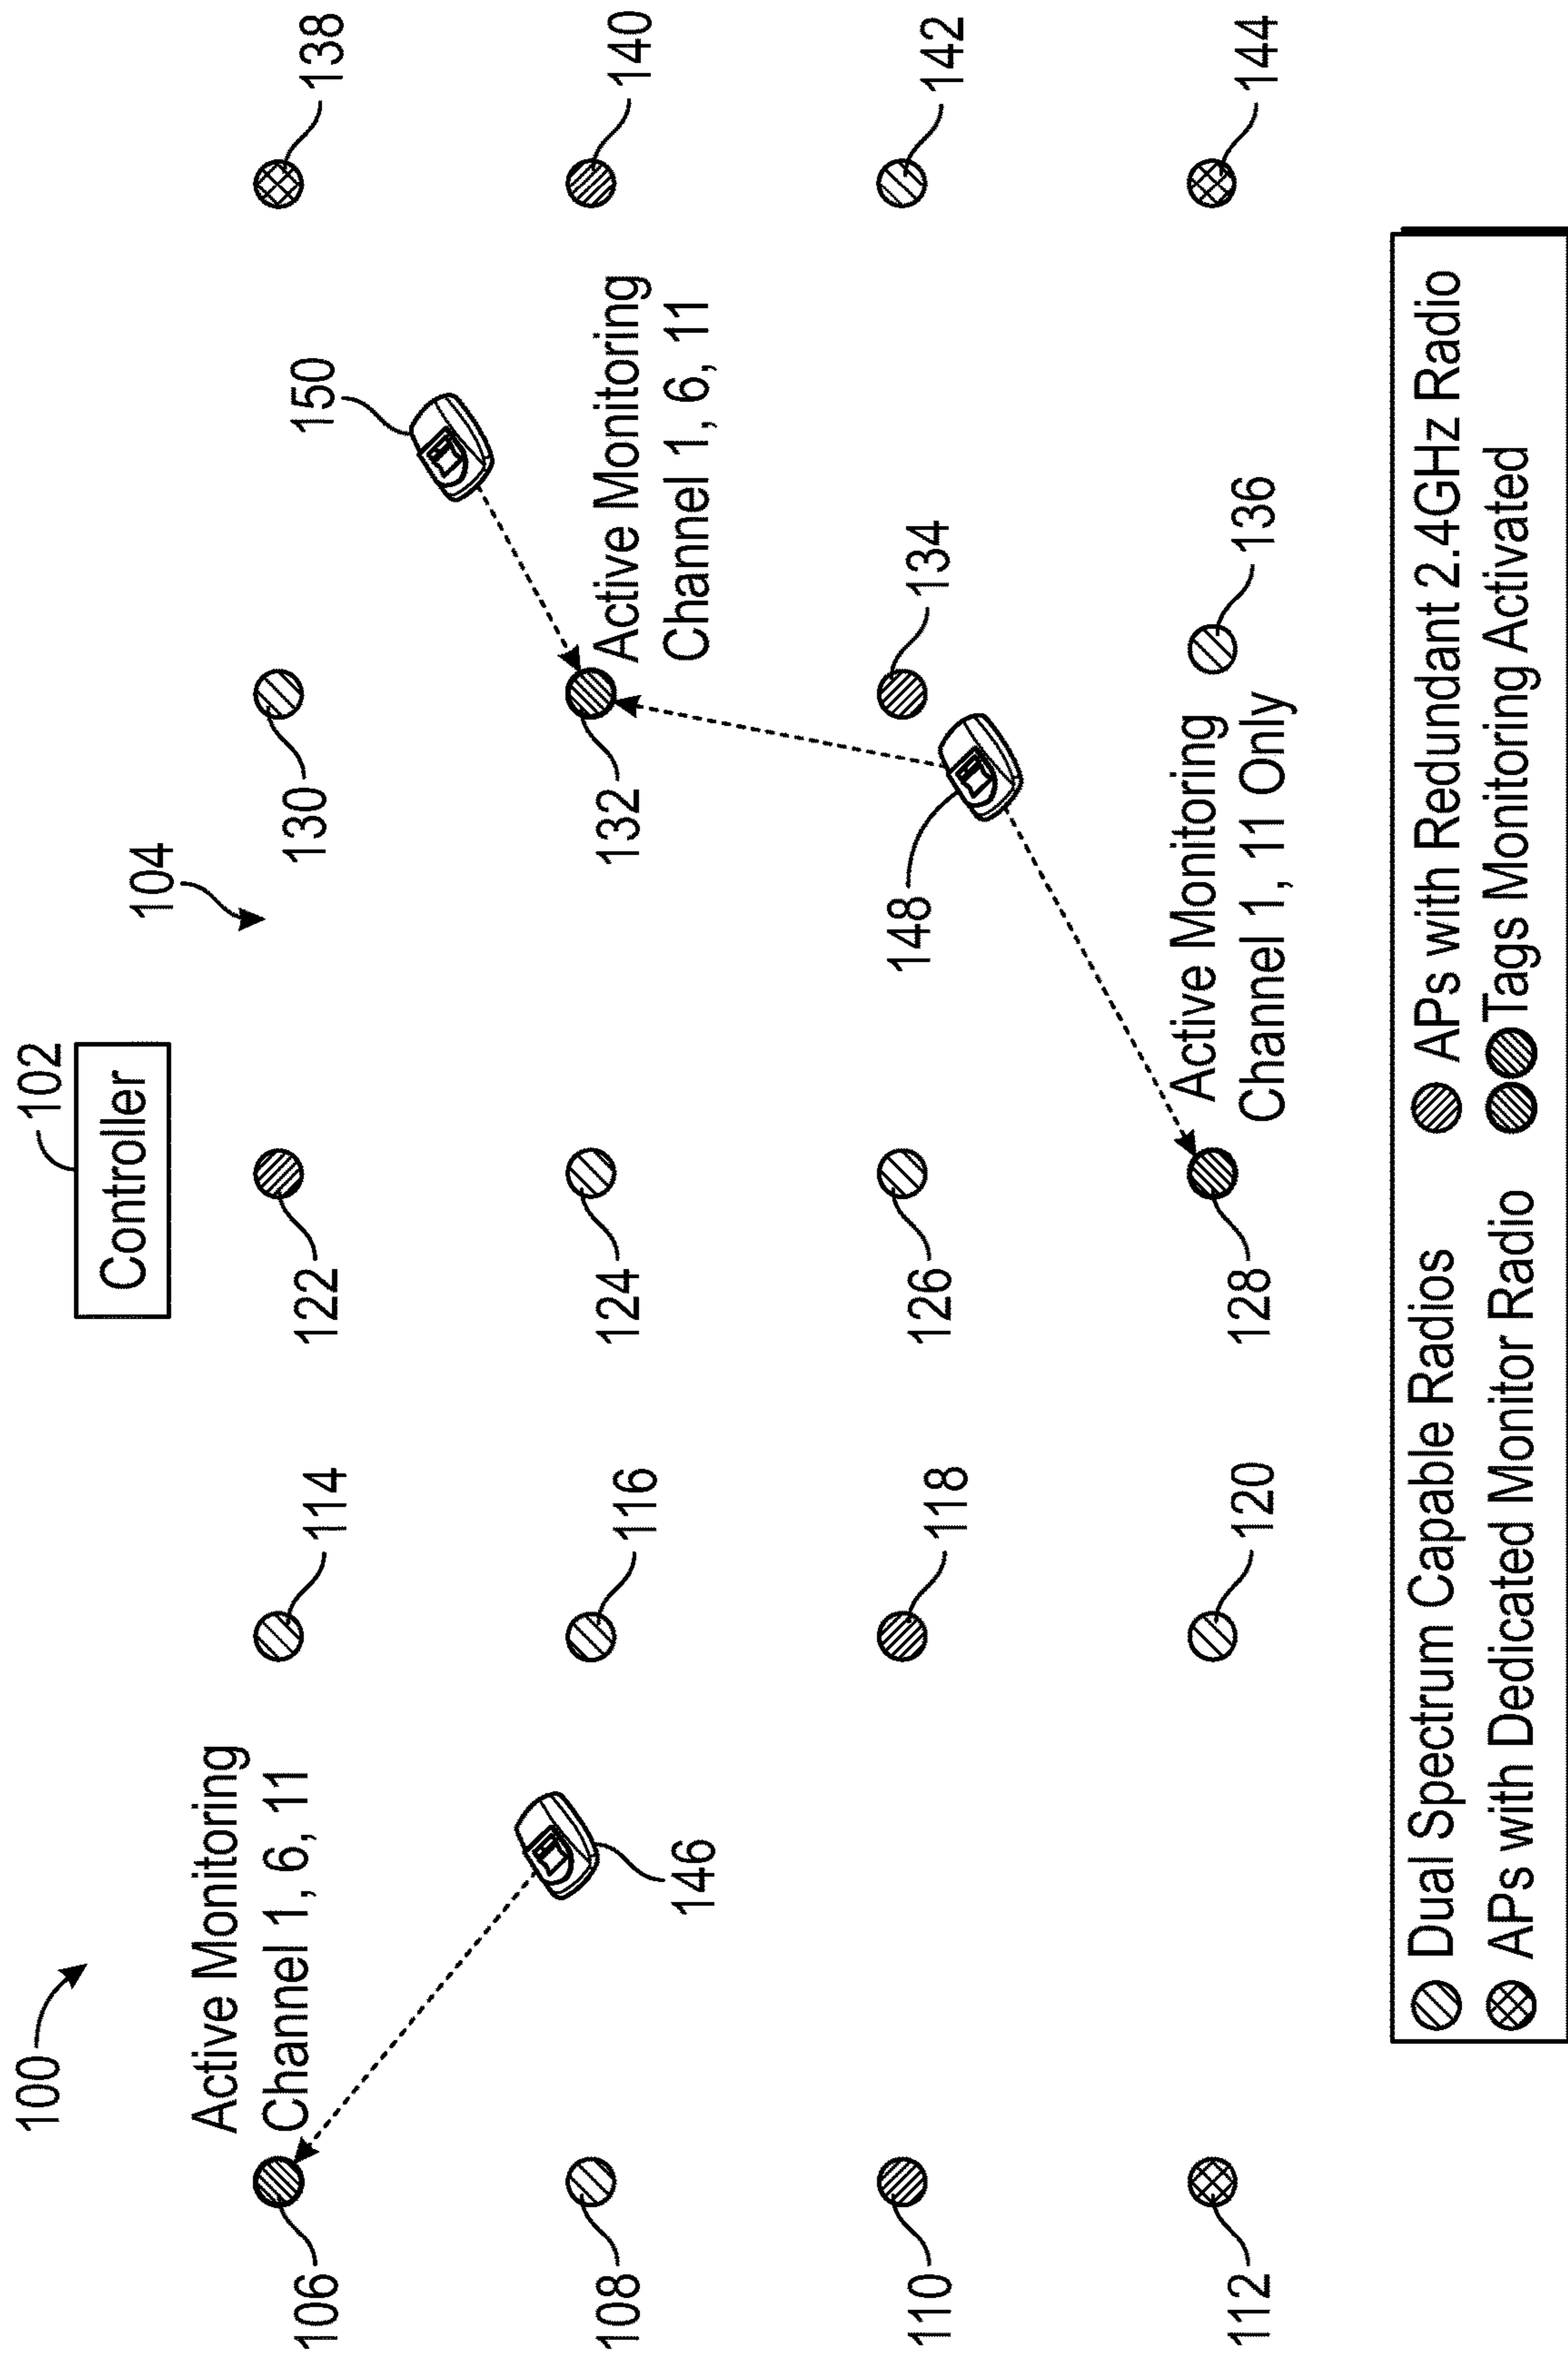 100
102
Controller
104
Active Monitoring
Channel 1, 6, 11
106
114
122
130
138
150
108
146
116
124
132
Active Monitoring
Channel 1, 6, 11
140
110
118
126
148
134
142
112
120
128
Active Monitoring
Channel 1, 11 Only
136
144
Dual Spectrum Capable Radios
APs with Redundant 2.4GHz Radio
APs with Dedicated Monitor Radio
Tags Monitoring Activated